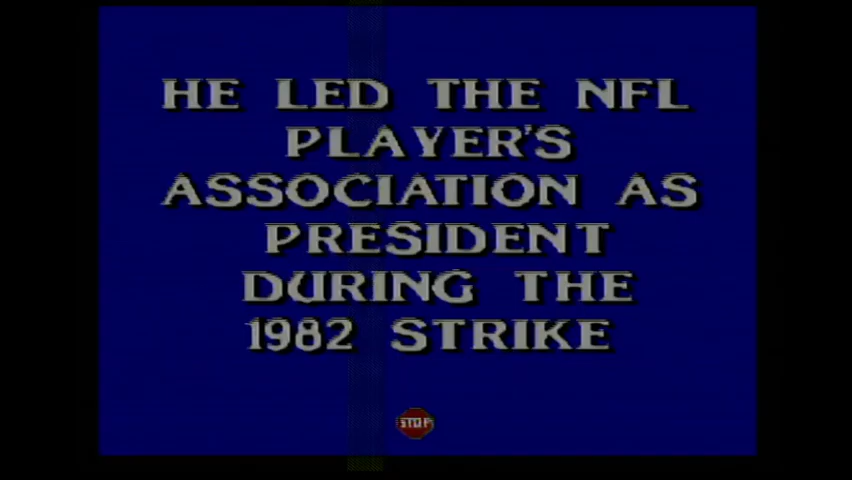 HE LED THE NFL
PLAYER'S
ASSOCIATION AS
PRESIDENT
DURING THE
1982 STRIKE
STOP